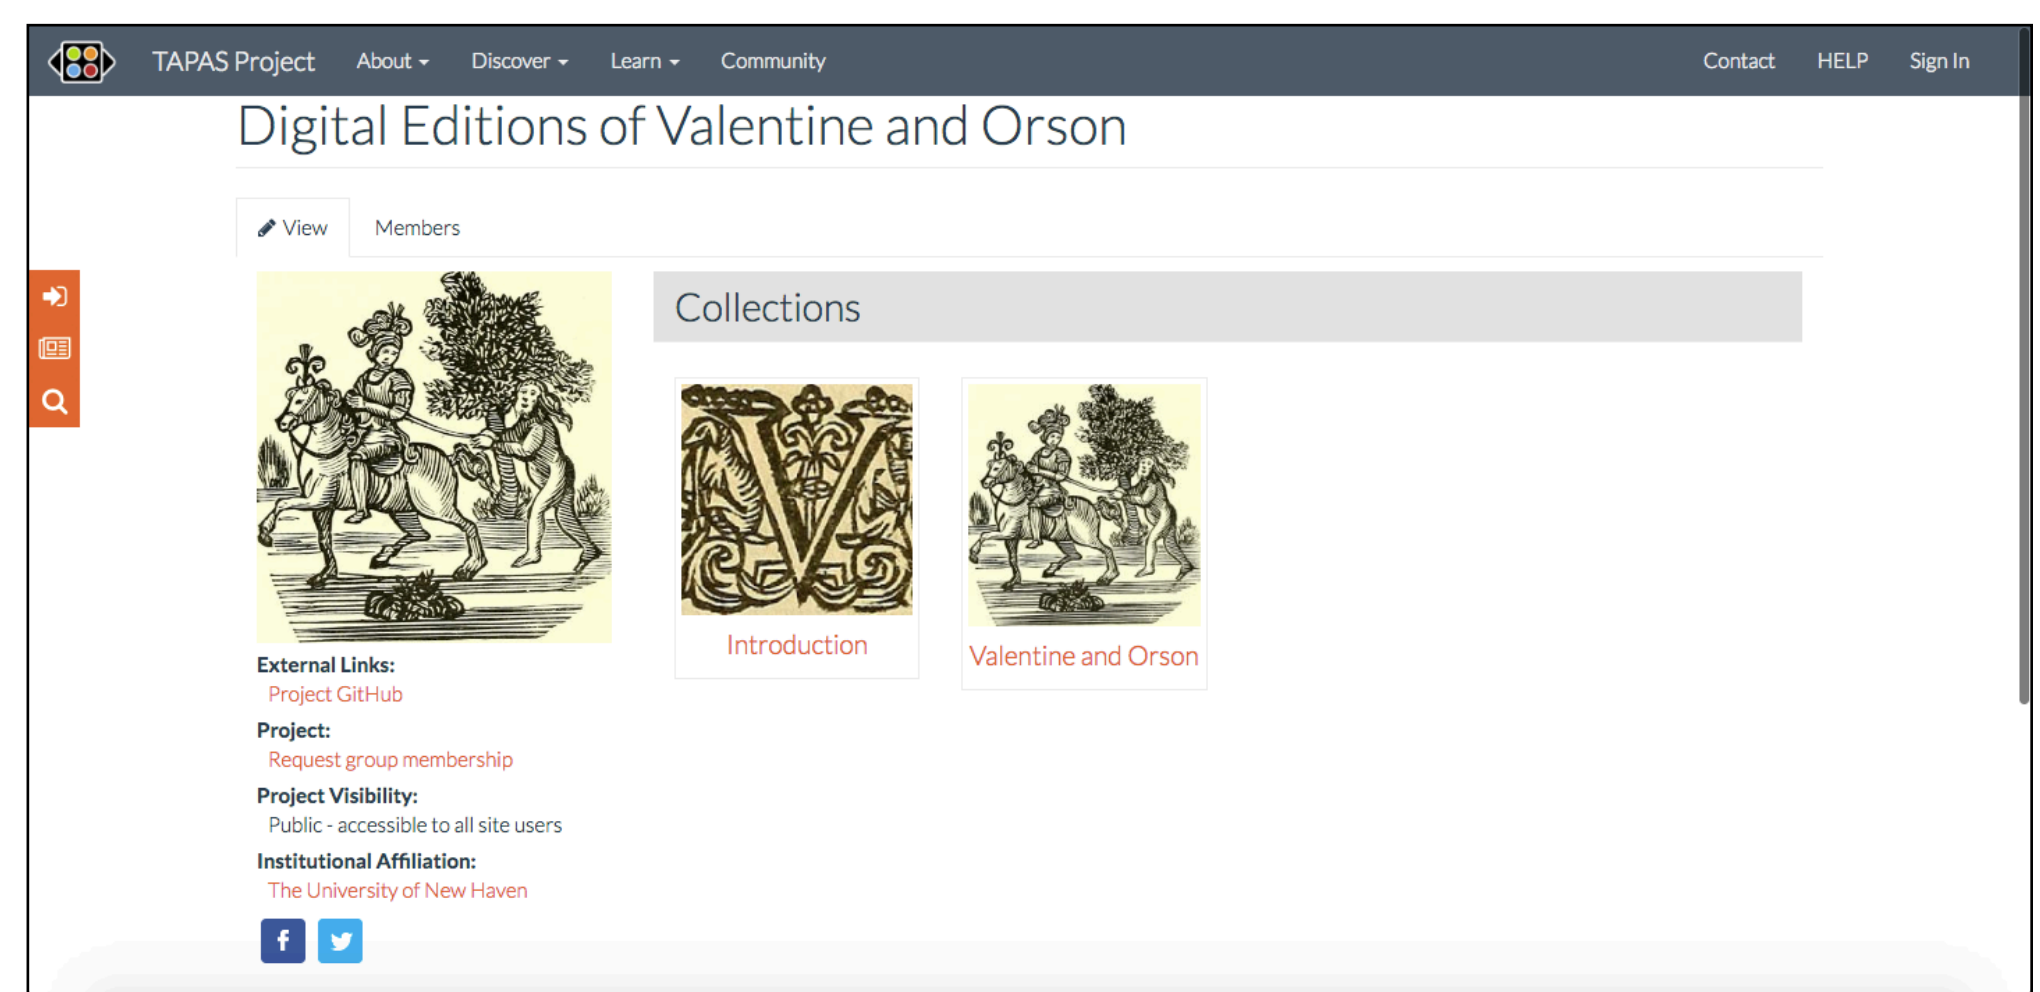 TAPAS Project About Discover Learn Community Contact HELP Sign In
Digital Editions of Valentine and Orson
View Members
Collections
V
Introduction
Valentine and Orson
External Links:
Project GitHub
Project:
Request group membership
Project Visibility:
Public - accessible to all site users
Institutional Affiliation:
The University of New Haven